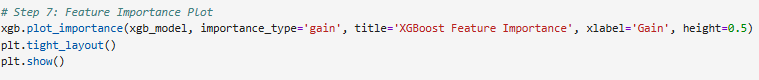 # Step 7: Feature Importance Plot
xgb.plot_importance(xgb_model, importance_type='gain', title='XGBoost Feature Importance', xlabel='Gain', height=0.5)
plt.tight_layout()
plt.show()